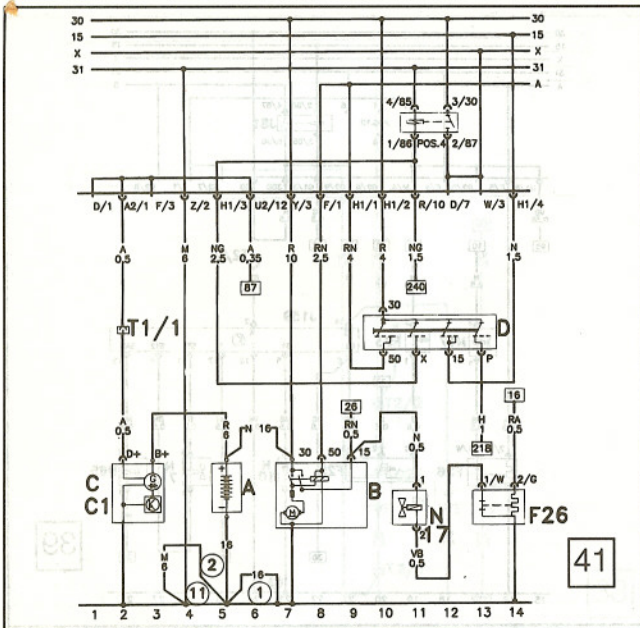 30 30
15 15
X X
31 31
A
4/85 3/30
1/86 POS.4 2/87
D/1 A2/1 F/3 Z/2 H1/3 U2/12 Y/3 F/1 H1/1 H1/2 R/10 D/7 W/3 H1/4
A M NG A R RN RN R NG N
0,5 6 2,5 0,35 10 2,5 4 4 1,5 1,5
87 240
30
T1/1 D
50 X 15 P
16
26
A R N 16 RN N H RA
0,5 6 0,5 0,5 1 0,5
218
D+ B+ 30 50 15 1 1/W 2/G
C + G A B
C1 - M N F26
17
2
16 VB
0,5
M 2 16
6 11 1
41
1 2 3 4 5 6 7 8 9 10 11 12 13 14